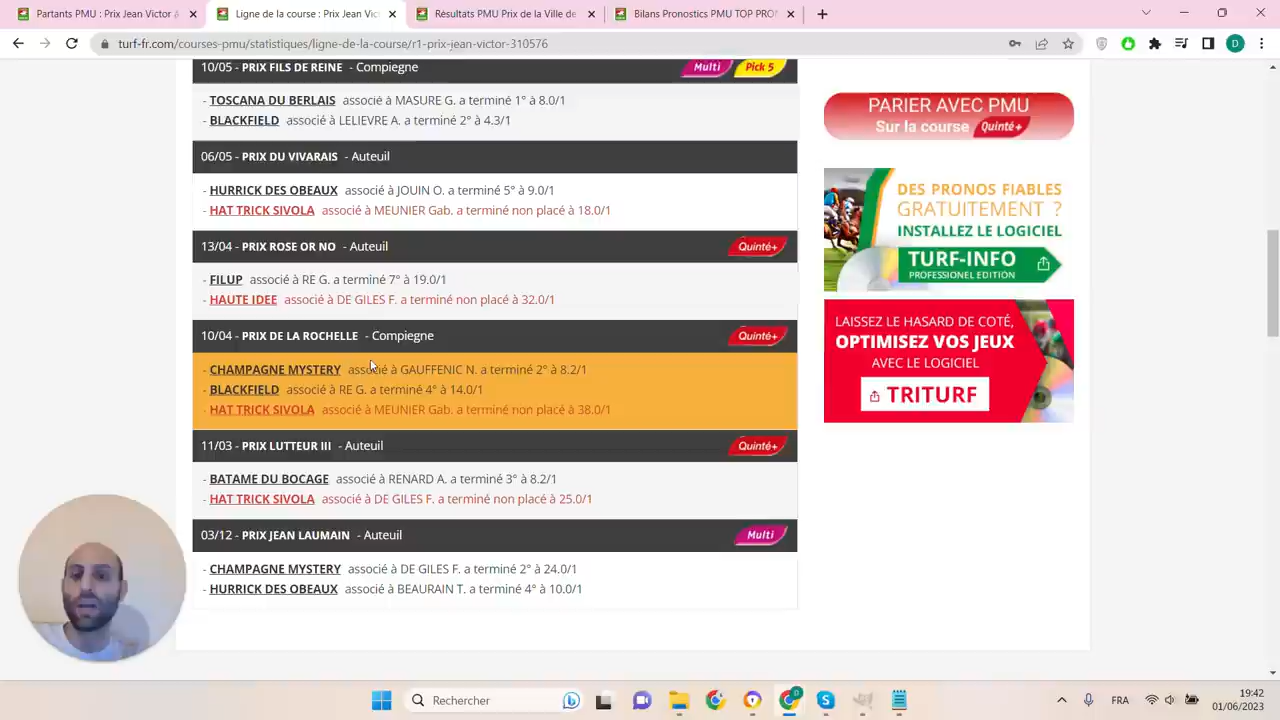 Partants PMU : Prix Jean Victor à
Ligne de course : Prix Jean Victor
Résultats PMU de la Ville de
Bilans Pronostics PMU TOP PRO
turf-fr.com/courses-pmu/statistiques/ligne-de-course/r1-prix-jean-victor-310576
D
10/05 - PRIX FILS DE REINE - Compiegne
Multi
Pick 5
- TOSCANA DU BERLAIS associé à MASURE G. a terminé 1° à 8.0/1
- BLACKFIELD associé à LELIEVRE A. a terminé 2° à 4.3/1
06/05 - PRIX DU VIVARAIS - Auteuil
- HURRICK DES OBEAUX associé à JOUIN O. a terminé 5° à 9.0/1
- HAT TRICK SIVOLA associé à MEUNIER Gab. a terminé non placé à 18.0/1
13/04 - PRIX ROSE OR NO - Auteuil
Quinté+
- FILUP associé à RE G. a terminé 7° à 19.0/1
- HAUTE IDEE associé à DE GILES F. a terminé non placé à 32.0/1
10/04 - PRIX DE LA ROCHELLE - Compiegne
Quinté+
- CHAMPAGNE MYSTERY associé à GAUFFENIC N. a terminé 2° à 8.2/1
- BLACKFIELD associé à RE G. a terminé 4° à 14.0/1
- HAT TRICK SIVOLA associé à MEUNIER Gab. a terminé non placé à 38.0/1
11/03 - PRIX LUTTEUR III - Auteuil
Quinté+
- BATAME DU BOCAGE associé à RENARD A. a terminé 3° à 8.2/1
- HAT TRICK SIVOLA associé à DE GILES F. a terminé non placé à 25.0/1
03/12 - PRIX JEAN LAUMAIN - Auteuil
Multi
- CHAMPAGNE MYSTERY associé à DE GILES F. a terminé 2° à 24.0/1
- HURRICK DES OBEAUX associé à BEAURAIN T. a terminé 4° à 10.0/1
PARIER AVEC PMU
Sur la course Quinté+
DES PRONOS FIABLES
GRATUITEMENT ?
INSTALLEZ LE LOGICIEL
TURF-INFO
PROFESSIONEL EDITION
LAISSEZ LE HASARD DE COTÉ,
OPTIMISEZ VOS JEUX
AVEC LE LOGICIEL
TRITURF
Rechercher
FRA
19:42
01/06/2023